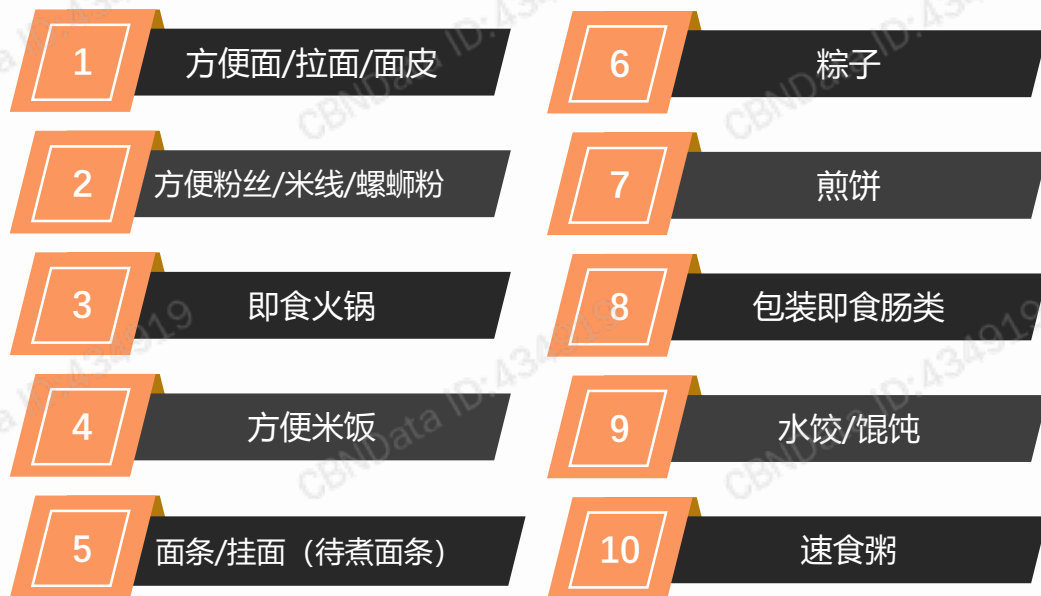 1
方便面/拉面/面皮
2
方便粉丝/米线/螺蛳粉
3
即食火锅
4
方便米饭
5
面条/挂面（待煮面条）
6
粽子
7
煎饼
8
包装即食肠类
9
水饺/馄饨
10
速食粥
CBNData ID:434919